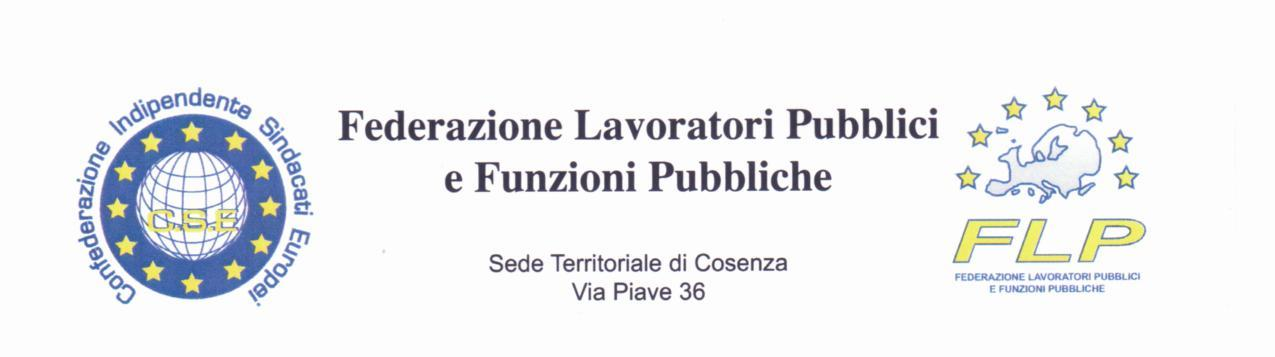 Confederazione Indipendente Sindacati Europei
C.S.E
Federazione Lavoratori Pubblici
e Funzioni Pubbliche
Sede Territoriale di Cosenza
Via Piave 36
FLP
FEDERAZIONE LAVORATORI PUBBLICI
E FUNZIONI PUBBLICHE